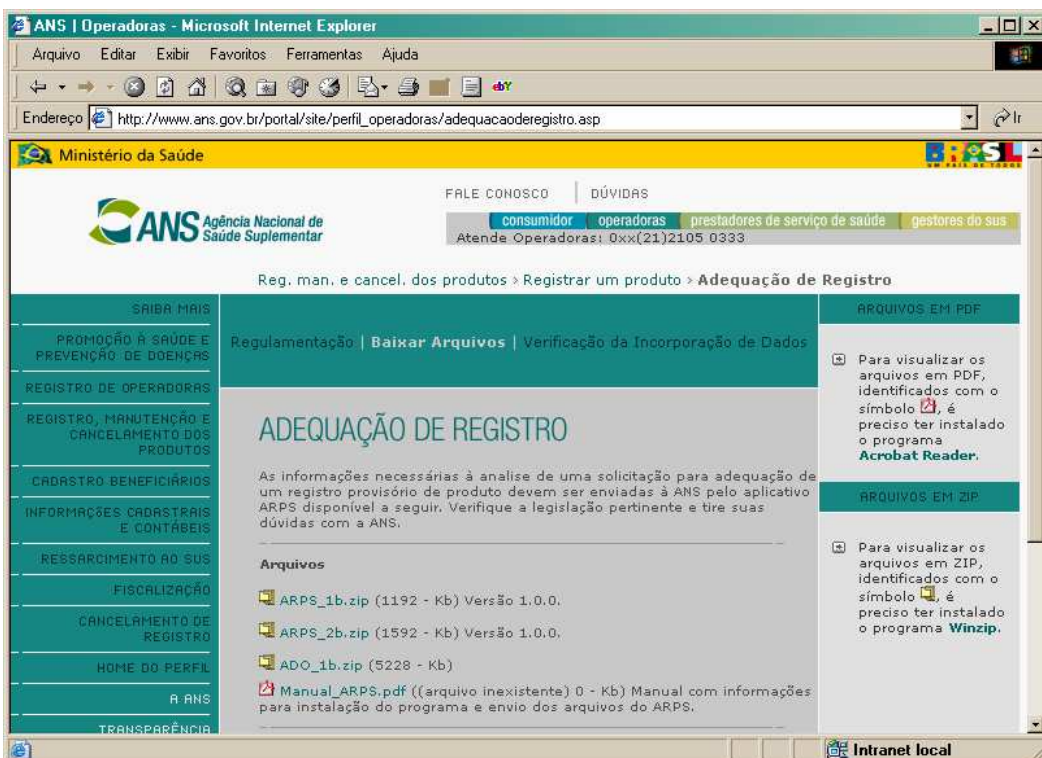 ANS | Operadoras - Microsoft Internet Explorer
Arquivo Editar Exibir Favoritos Ferramentas Ajuda
ebY
Endereço http://www.ans.gov.br/portal/site/perfil_operadoras/adequacaoderegistro.asp Ir
Ministério da Saúde
BRASIL
UM PAÍS DE TODOS
FALE CONOSCO | DÚVIDAS
ANS Agência Nacional de
Saúde Suplementar
consumidor operadoras prestadores de serviço de saúde gestores do sus
Atende Operadoras: 0xx(21)2105 0333
Reg. man. e cancel. dos produtos > Registrar um produto > Adequação de Registro
SAIBA MAIS
PROMOÇÃO À SAÚDE E
PREVENÇÃO DE DOENÇAS
REGISTRO DE OPERADORAS
REGISTRO, MANUTENÇÃO E
CANCELAMENTO DOS
PRODUTOS
CADASTRO BENEFICIÁRIOS
INFORMAÇÕES CADASTRAIS
E CONTÁBEIS
RESSARCIMENTO AO SUS
FISCALIZAÇÃO
CANCELAMENTO DE
REGISTRO
HOME DO PERFIL
A ANS
TRANSPARÊNCIA
Regulamentação | Baixar Arquivos | Verificação da Incorporação de Dados
ADEQUAÇÃO DE REGISTRO
As informações necessárias à analise de uma solicitação para adequação de
um registro provisório de produto devem ser enviadas à ANS pelo aplicativo
ARPS disponível a seguir. Verifique a legislação pertinente e tire suas
dúvidas com a ANS.
Arquivos
ARPS_1b.zip (1192 - Kb) Versão 1.0.0.
ARPS_2b.zip (1592 - Kb) Versão 1.0.0.
ADO_1b.zip (5228 - Kb)
Manual_ARPS.pdf ((arquivo inexistente) 0 - Kb) Manual com informações
para instalação do programa e envio dos arquivos do ARPS.
ARQUIVOS EM PDF
Para visualizar os
arquivos em PDF,
identificados com o
símbolo , é
preciso ter instalado
o programa
Acrobat Reader.
ARQUIVOS EM ZIP
Para visualizar os
arquivos em ZIP,
identificados com o
símbolo , é
preciso ter instalado
o programa Winzip.
Intranet local